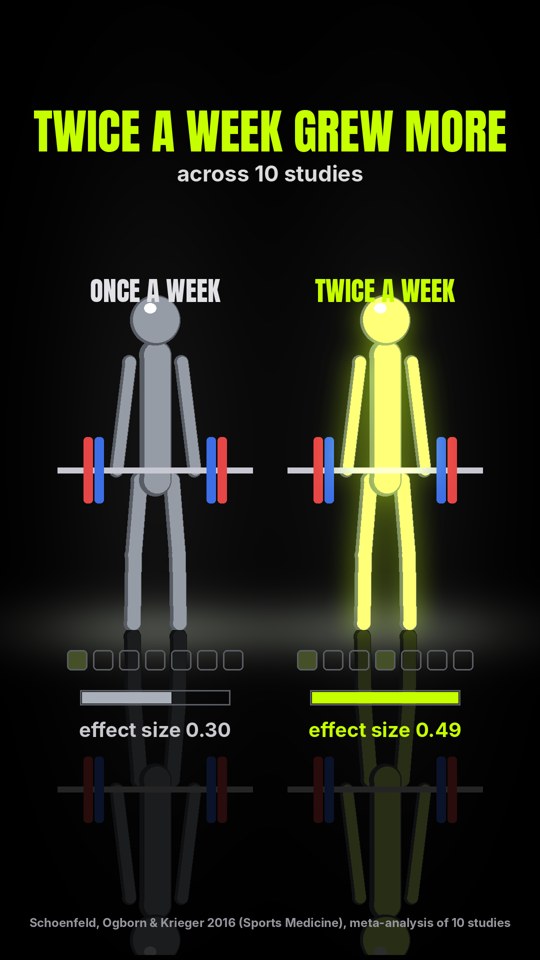 TWICE A WEEK GREW MORE
across 10 studies
ONCE A WEEK
TWICE A WEEK
effect size 0.30
effect size 0.49
Schoenfeld, Ogborn & Krieger 2016 (Sports Medicine), meta-analysis of 10 studies